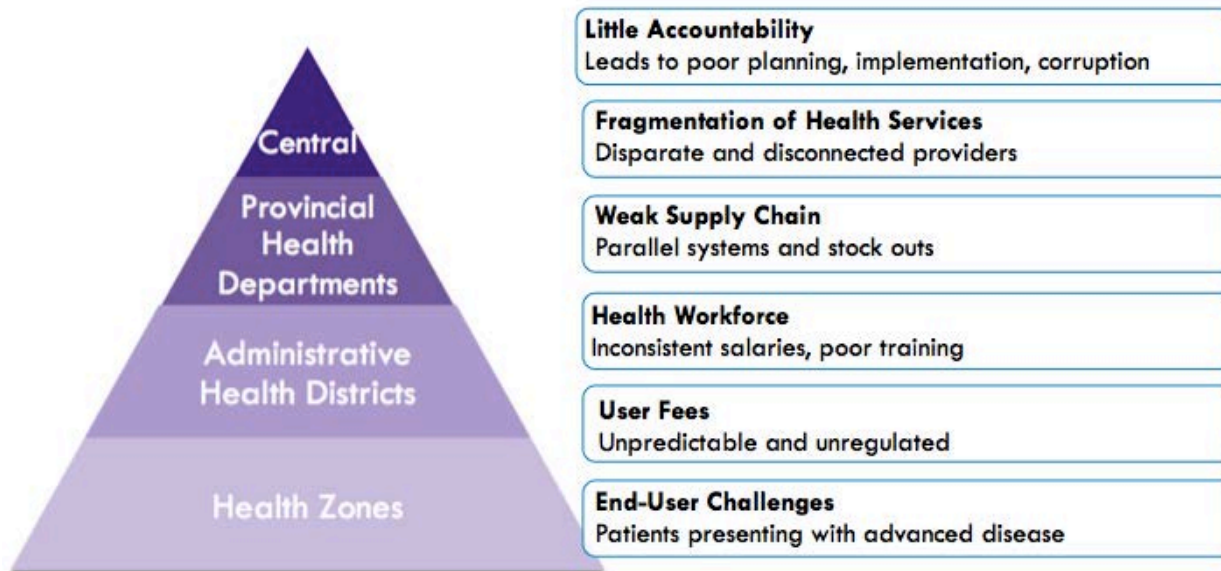 Central
Provincial
Health
Departments
Administrative
Health Districts
Health Zones
Little Accountability
Leads to poor planning, implementation, corruption
Fragmentation of Health Services
Disparate and disconnected providers
Weak Supply Chain
Parallel systems and stock outs
Health Workforce
Inconsistent salaries, poor training
User Fees
Unpredictable and unregulated
End-User Challenges
Patients presenting with advanced disease